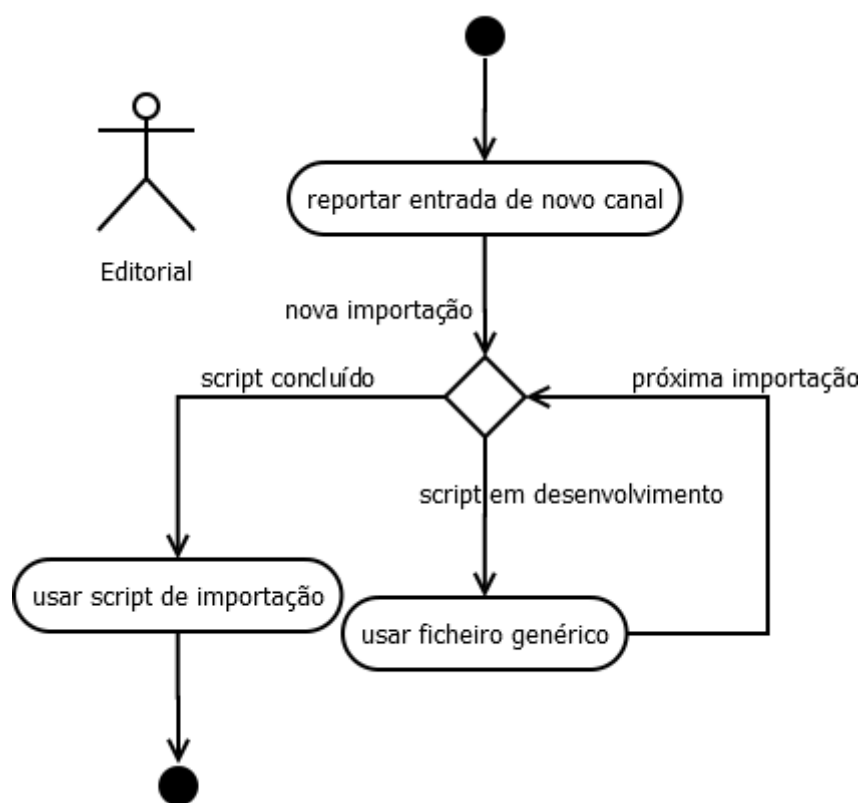 reportar entrada de novo canal
Editorial
nova importação
script concluído
próxima importação
script em desenvolvimento
usar script de importação
usar ficheiro genérico